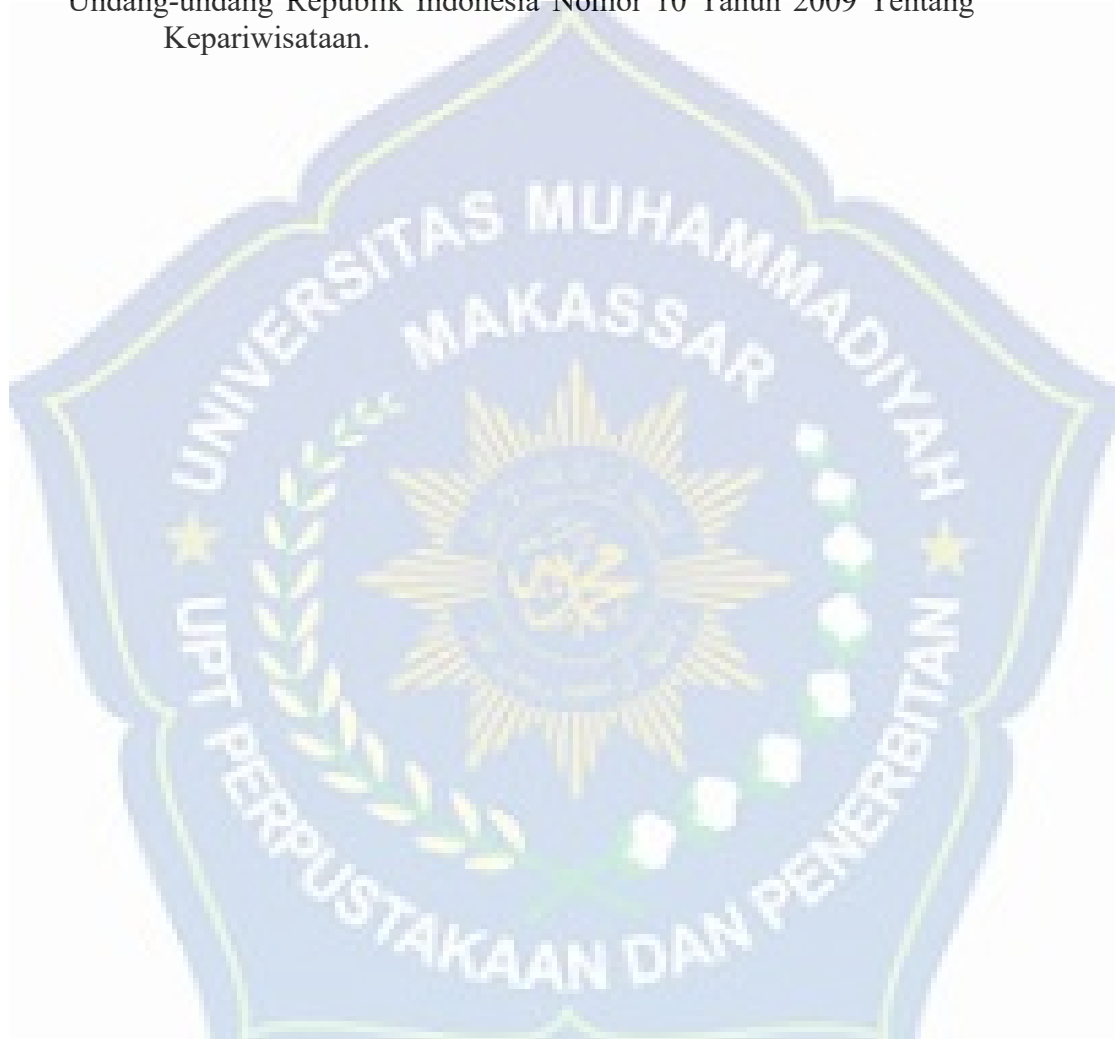 Undang-undang Republik Indonesia Nomor 10 Tahun 2009 Tentang
Kepariwisataan.
UNIVERSITAS MUHAMMADIYAH
MAKASSAR
UPT PERPUSTAKAAN DAN PENERBITAN